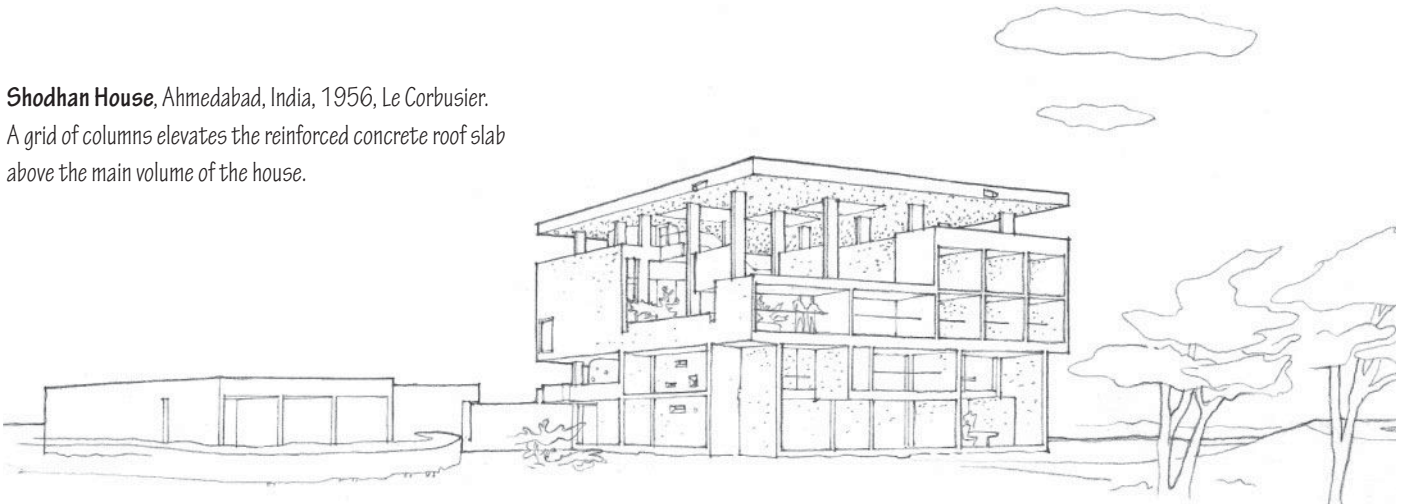 Shodhan House, Ahmedabad, India, 1956, Le Corbusier.
A grid of columns elevates the reinforced concrete roof slab
above the main volume of the house.